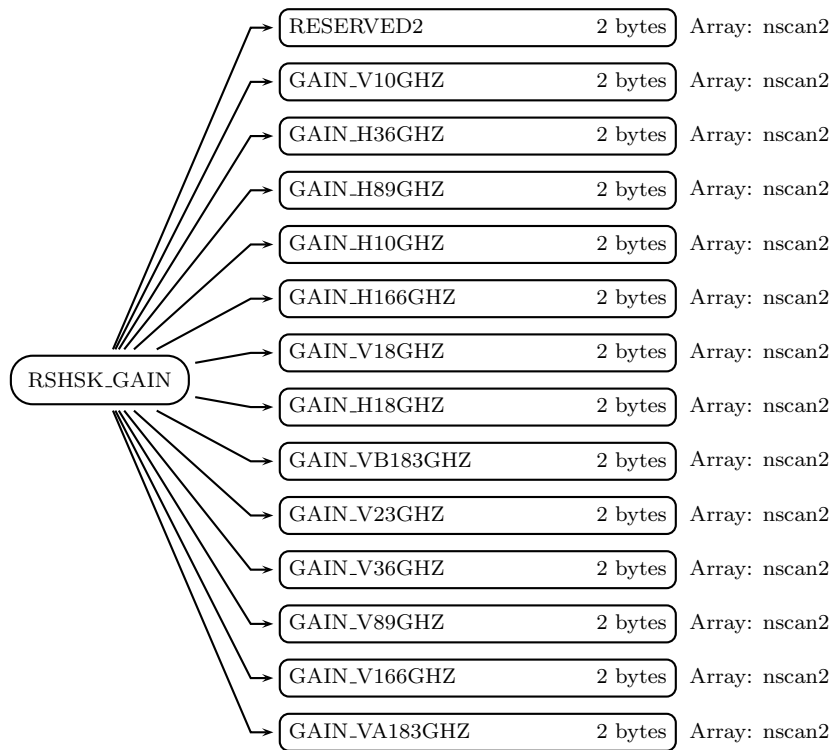 RESERVED2 2 bytes Array: nscan2
GAIN_V10GHZ 2 bytes Array: nscan2
GAIN_H36GHZ 2 bytes Array: nscan2
GAIN_H89GHZ 2 bytes Array: nscan2
GAIN_H10GHZ 2 bytes Array: nscan2
GAIN_H166GHZ 2 bytes Array: nscan2
GAIN_V18GHZ 2 bytes Array: nscan2
RSHSK_GAIN
GAIN_H18GHZ 2 bytes Array: nscan2
GAIN_VB183GHZ 2 bytes Array: nscan2
GAIN_V23GHZ 2 bytes Array: nscan2
GAIN_V36GHZ 2 bytes Array: nscan2
GAIN_V89GHZ 2 bytes Array: nscan2
GAIN_V166GHZ 2 bytes Array: nscan2
GAIN_VA183GHZ 2 bytes Array: nscan2